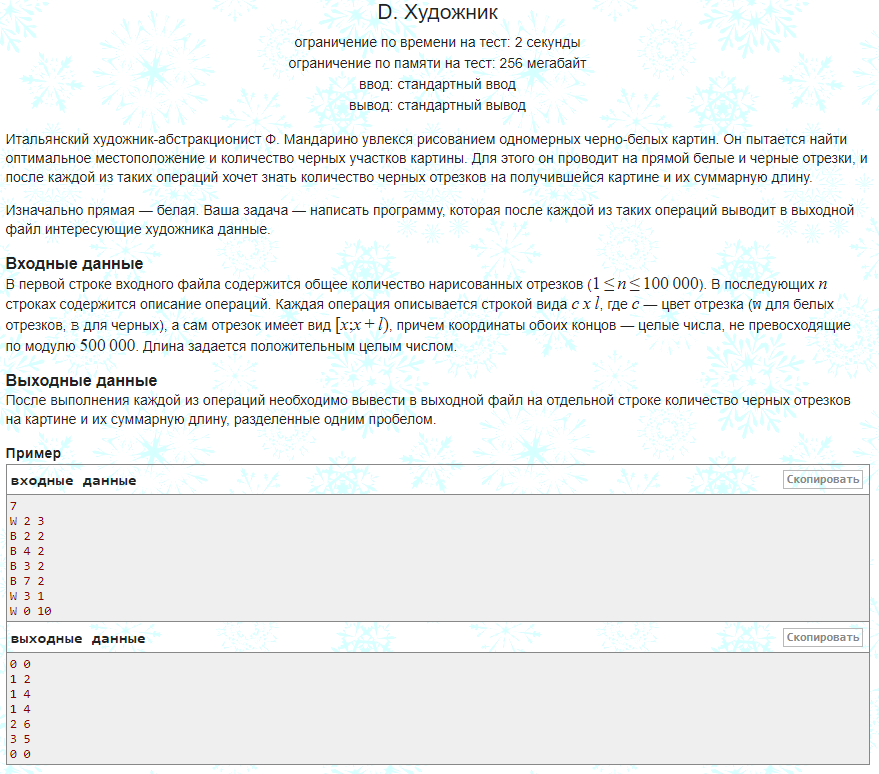 D. Художник
ограничение по времени на тест: 2 секунды
ограничение по памяти на тест: 256 мегабайт
ввод: стандартный ввод
вывод: стандартный вывод
Итальянский художник-абстракционист Ф. Мандарино увлекся рисованием одномерных черно-белых картин. Он пытается найти
оптимальное местоположение и количество черных участков картины. Для этого он проводит на прямой белые и черные отрезки, и
после каждой из таких операций хочет знать количество черных отрезков на получившейся картине и их суммарную длину.
Изначально прямая — белая. Ваша задача — написать программу, которая после каждой из таких операций выводит в выходной
файл интересующие художника данные.
Входные данные
В первой строке входного файла содержится общее количество нарисованных отрезков (1 ≤ n ≤ 100 000). В последующих n
строках содержится описание операций. Каждая операция описывается строкой вида c x l, где c — цвет отрезка (W для белых
отрезков, B для черных), а сам отрезок имеет вид [x;x + l), причем координаты обоих концов — целые числа, не превосходящие
по модулю 500 000. Длина задается положительным целым числом.
Выходные данные
После выполнения каждой из операций необходимо вывести в выходной файл на отдельной строке количество черных отрезков
на картине и их суммарную длину, разделенные одним пробелом.
Пример
входные данные Скопировать
7
W 2 3
B 2 2
B 4 2
B 3 2
B 7 2
W 3 1
W 0 10
выходные данные Скопировать
0 0
1 2
1 4
1 4
2 6
3 5
0 0